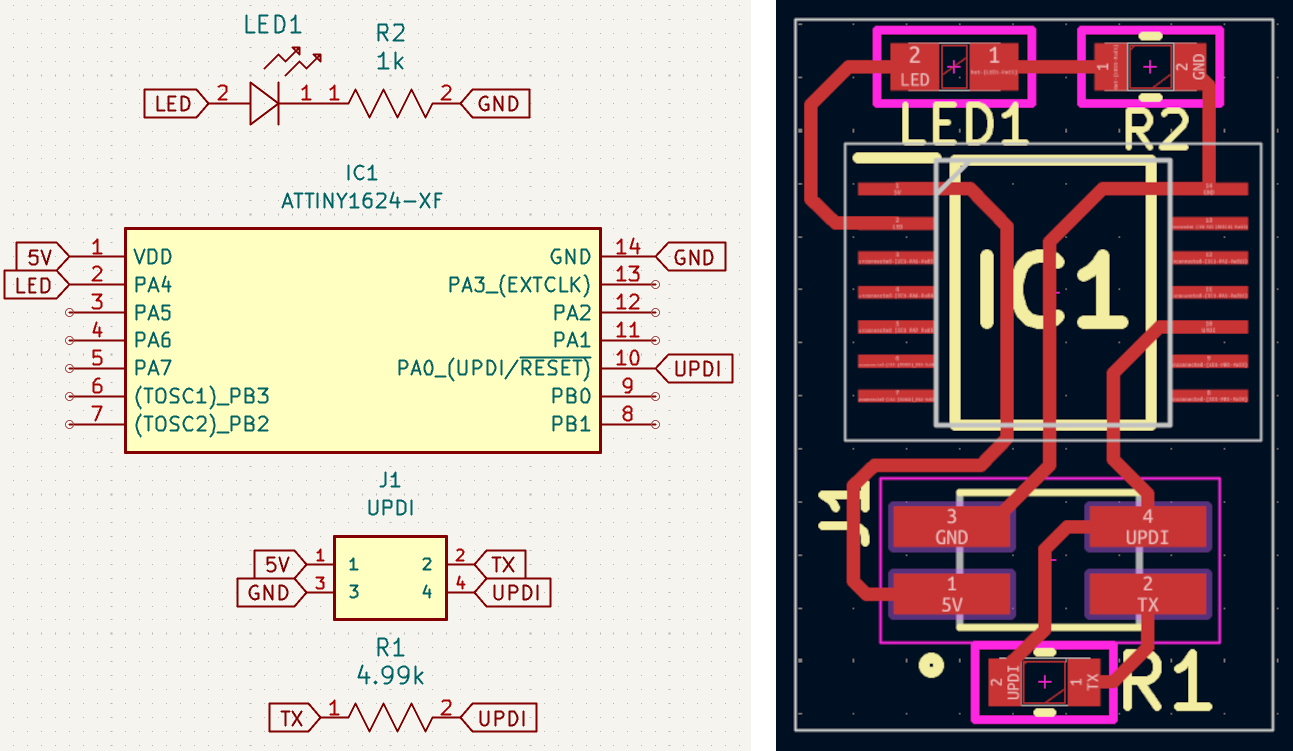 LED1
R2
1k
LED 2 1 1 2 GND
IC1
ATTINY1624-XF
5V 1 VDD GND 14 GND
LED 2 PA4 PA3_(EXTCLK) 13
3 PA5 PA2 12
4 PA6 PA1 11
5 PA7 PA0_(UPDI/RESET) 10 UPDI
6 (TOSC1)_PB3 PB0 9
7 (TOSC2)_PB2 PB1 8
J1
UPDI
5V 1 1 2 2 TX
GND 3 3 4 4 UPDI
R1
4.99k
TX 1 2 UPDI
2 1 1 2
LED GND
LED1 R2
IC1
J1
3 4
GND UPDI
1 2
5V TX
2 UPDI 1 TX
R1